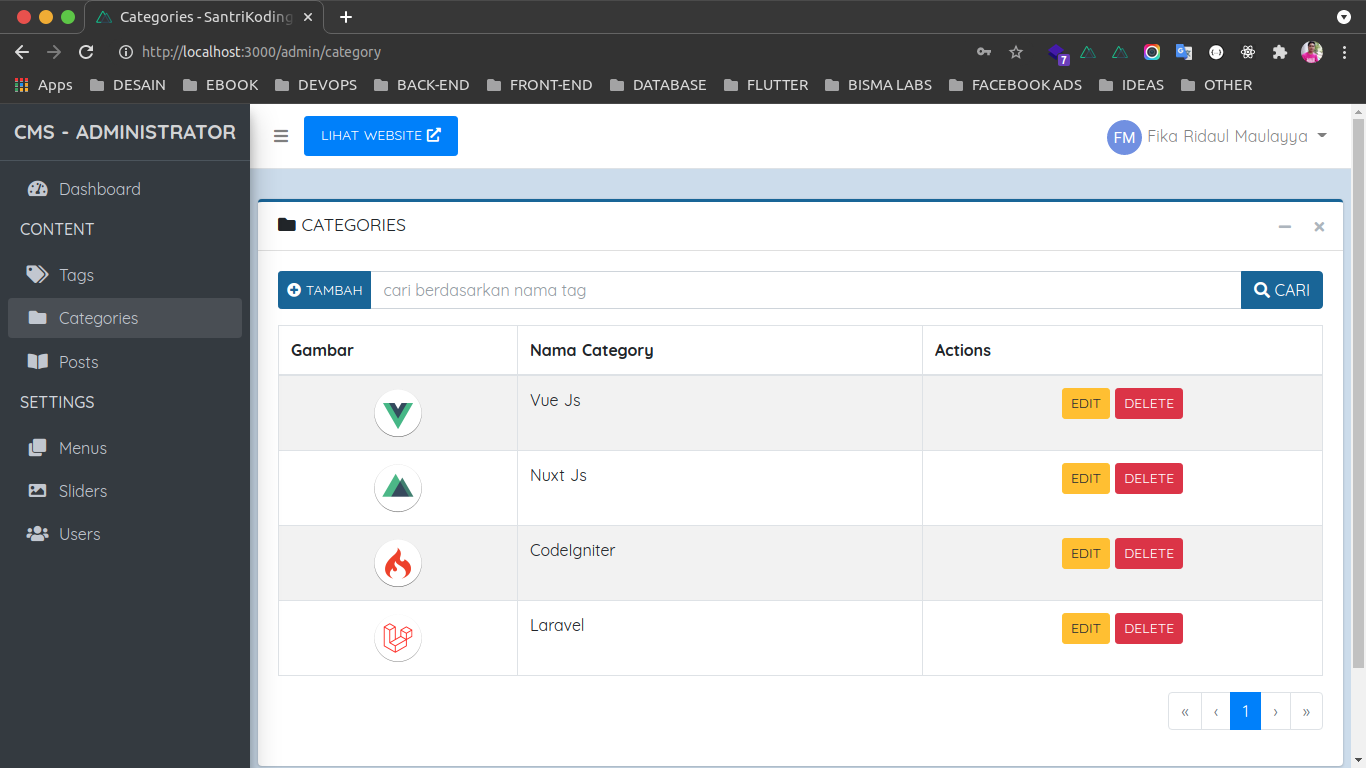 Categories - SantriKoding
http://localhost:3000/admin/category
7
Apps DESAIN EBOOK DEVOPS BACK-END FRONT-END DATABASE FLUTTER BISMA LABS FACEBOOK ADS IDEAS OTHER
CMS - ADMINISTRATOR
LIHAT WEBSITE
FM Fika Ridaul Maulayya
Dashboard
CONTENT
Tags
Categories
Posts
SETTINGS
Menus
Sliders
Users
CATEGORIES
TAMBAH cari berdasarkan nama tag CARI
Gambar Nama Category Actions
Vue Js EDIT DELETE
Nuxt Js EDIT DELETE
CodeIgniter EDIT DELETE
Laravel EDIT DELETE
« ‹ 1 › »